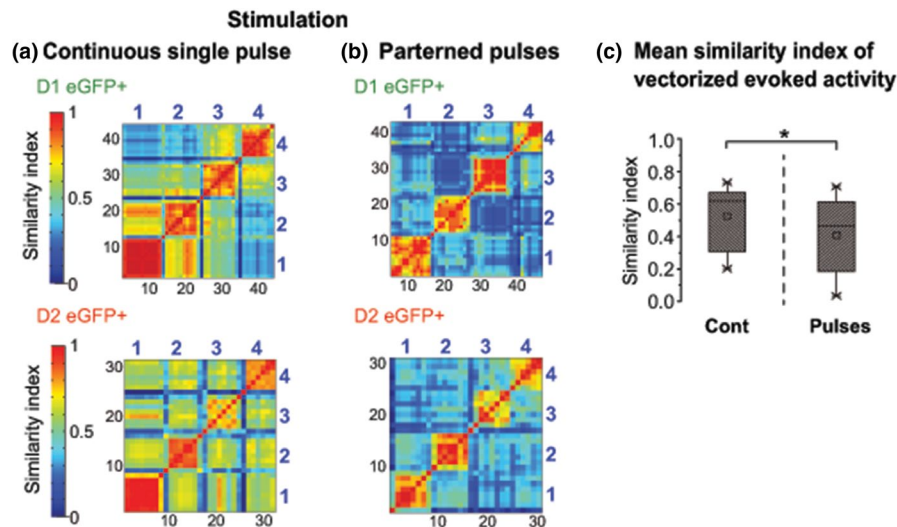 Stimulation
(a) Continuous single pulse
(b) Parterned pulses
(c) Mean similarity index of
vectorized evoked activity
D1 eGFP+
1 2 3 4
Similarity index
1
0.5
0
40
30
20
10
4
3
2
1
10 20 30 40
D1 eGFP+
1 2 3 4
40
30
20
10
4
3
2
1
10 20 30 40
Similarity index
1.0
0.8
0.6
0.4
0.2
0.0
*
Cont Pulses
D2 eGFP+
1 2 3 4
Similarity index
1
0.5
0
30
20
10
4
3
2
1
10 20 30
D2 eGFP+
1 2 3 4
30
20
10
4
3
2
1
10 20 30